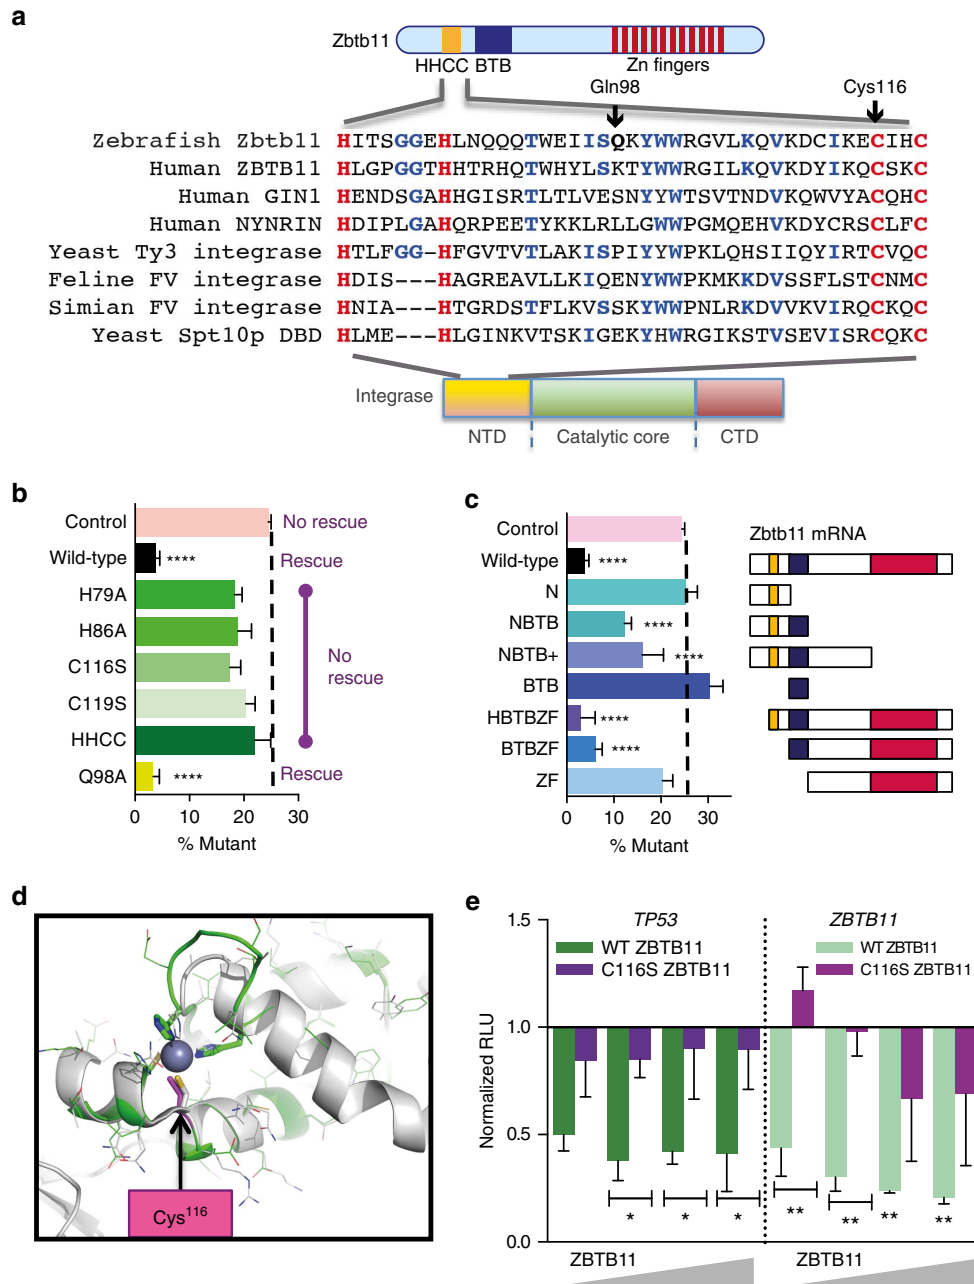 a
Zbtb11
HHCC BTB Zn fingers
Gln98 Cys116
Zebrafish Zbtb11 HITSGGEHLNQQQTWEIISQKYWWRGVLKQVKDCIKECIHC
Human ZBTB11 HLGPGGTHHTRHQTWHYLSKTYWWRGILKQVKDYIKQCSKC
Human GIN1 HENDSGAHHGISRTLTLVESNYYWTSVTNDVKQWVYACQHC
Human NYNRIN HDIPLGAHQRPEETYKKLRLLGWWPGMQEHVKDYCRSCLFC
Yeast Ty3 integrase HTLFGG-HFGVTVTLAKISPIYYWPKLQHSIIQYIRTCVQC
Feline FV integrase HDIS---HAGREAVLLKIQENYWWPKMKKDVSSFLSTCNMC
Simian FV integrase HNIA---HTGRDSTFLKVSSKYWWPNLRKDVVKVIRQCKQC
Yeast Spt10p DBD HLME---HLGINKVTSKIGEKYHWRGIKSTVSEVISRCQKC
Integrase
NTD Catalytic core CTD
b
Control No rescue
Wild-type **** Rescue
H79A
H86A
C116S
C119S
HHCC
No
rescue
Q98A **** Rescue
0 10 20 30
% Mutant
c
Zbtb11 mRNA
Control
Wild-type ****
N
NBTB ****
NBTB+ ****
BTB
HBTBZF ****
BTBZF ****
ZF
0 10 20 30
% Mutant
d
Cys116
e
TP53 ZBTB11
WT ZBTB11 WT ZBTB11
C116S ZBTB11 C116S ZBTB11
Normalized RLU
1.5
1.0
0.5
0.0
* * * ** ** ** **
ZBTB11 ZBTB11